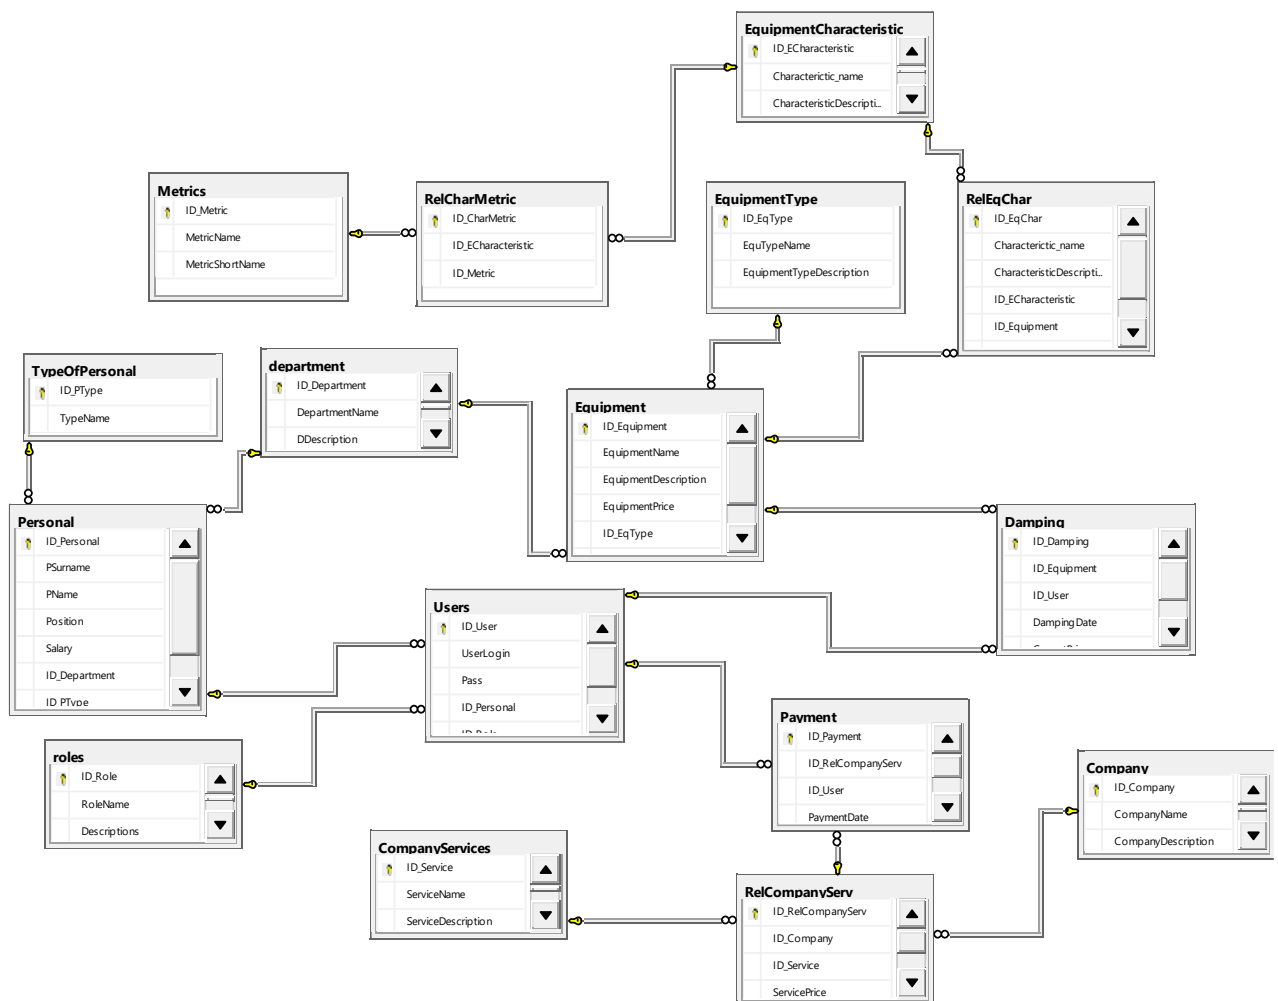 EquipmentCharacteristic
ID_ECharacteristic
Characterictic_name
CharacteristicDescripti...
Metrics
ID_Metric
MetricName
MetricShortName
RelCharMetric
ID_CharMetric
ID_ECharacteristic
ID_Metric
EquipmentType
ID_EqType
EquTypeName
EquipmentTypeDescription
RelEqChar
ID_EqChar
Characterictic_name
CharacteristicDescripti...
ID_ECharacteristic
ID_Equipment
TypeOfPersonal
ID_PType
TypeName
department
ID_Department
DepartmentName
DDescription
Equipment
ID_Equipment
EquipmentName
EquipmentDescription
EquipmentPrice
ID_EqType
Personal
ID_Personal
PSurname
PName
Position
Salary
ID_Department
ID_PType
Damping
ID_Damping
ID_Equipment
ID_User
DampingDate
Users
ID_User
UserLogin
Pass
ID_Personal
roles
ID_Role
RoleName
Descriptions
Payment
ID_Payment
ID_RelCompanyServ
ID_User
PaymentDate
Company
ID_Company
CompanyName
CompanyDescription
CompanyServices
ID_Service
ServiceName
ServiceDescription
RelCompanyServ
ID_RelCompanyServ
ID_Company
ID_Service
ServicePrice